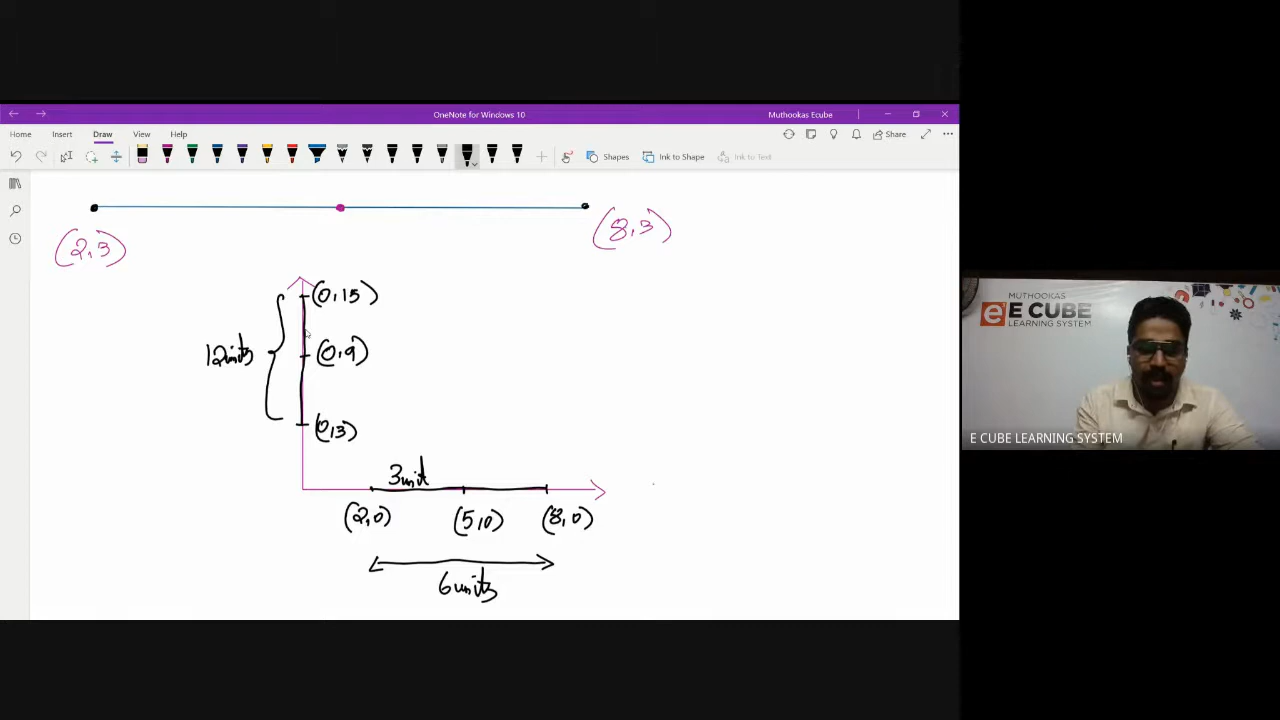 OneNote for Windows 10
Muthookas Ecube
Home Insert Draw View Help
Share
Shapes Ink to Shape Ink to Text
(2,3)
(8,3)
(0,15)
12units
(0,9)
(0,3)
3unit
(2,0) (5,0) (8,0)
6units
MUTHOOKAS
E CUBE
LEARNING SYSTEM
E CUBE LEARNING SYSTEM